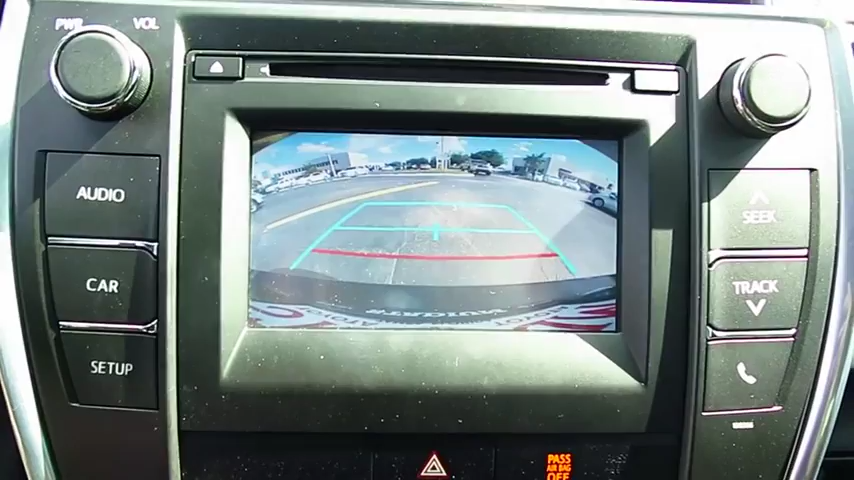 PWR VOL
AUDIO
CAR
SETUP
SEEK
TRACK
PASS
AIR BAG
OFF